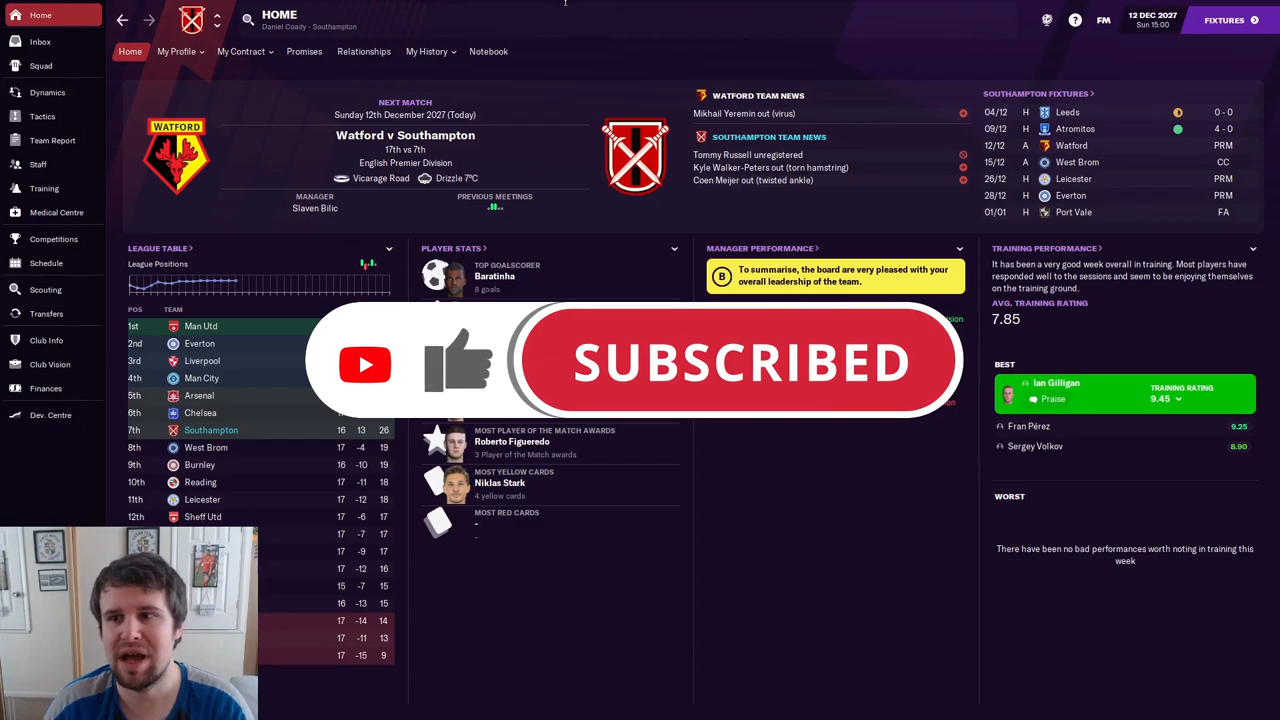 Home
HOME
Daniel Coady - Southampton
FM
12 DEC 2027
Sun 15:00
FIXTURES
Inbox
Squad
Dynamics
Tactics
Team Report
Staff
Training
Medical Centre
Competitions
Schedule
Scouting
Transfers
Club Info
Club Vision
Finances
Dev. Centre
Home My Profile My Contract Promises Relationships My History Notebook
WATFORD
NEXT MATCH
Sunday 12th December 2027 (Today)
Watford v Southampton
17th vs 7th
English Premier Division
Vicarage Road Drizzle 7ºC
MANAGER
Slaven Bilic
PREVIOUS MEETINGS
WATFORD TEAM NEWS
Mikhail Yeremin out (virus)
SOUTHAMPTON TEAM NEWS
Tommy Russell unregistered
Kyle Walker-Peters out (torn hamstring)
Coen Meijer out (twisted ankle)
SOUTHAMPTON FIXTURES
04/12 H Leeds 0 - 0
09/12 H Atromitos 4 - 0
12/12 A Watford PRM
15/12 A West Brom CC
26/12 H Leicester PRM
28/12 H Everton PRM
01/01 H Port Vale FA
LEAGUE TABLE
League Positions
POS TEAM
1st Man Utd
2nd Everton
3rd Liverpool
4th Man City
5th Arsenal
6th Chelsea
7th Southampton 16 13 26
8th West Brom 17 -4 19
9th Burnley 16 -10 19
10th Reading 17 -11 18
11th Leicester 17 -12 18
12th Sheff Utd 17 -6 17
17 -7 17
17 -9 17
17 -12 16
15 -7 15
16 -13 15
17 -14 14
17 -11 13
17 -15 9
PLAYER STATS
TOP GOALSCORER
Baratinha
8 goals
MOST PLAYER OF THE MATCH AWARDS
Roberto Figueredo
3 Player of the Match awards
MOST YELLOW CARDS
Niklas Stark
4 yellow cards
MOST RED CARDS
-
-
MANAGER PERFORMANCE
B
To summarise, the board are very pleased with your
overall leadership of the team.
SUBSCRIBED
TRAINING PERFORMANCE
It has been a very good week overall in training. Most players have
responded well to the sessions and seem to be enjoying themselves
on the training ground.
AVG. TRAINING RATING
7.85
BEST
Ian Gilligan
Praise
TRAINING RATING
9.45
Fran Pérez 9.25
Sergey Volkov 8.90
WORST
There have been no bad performances worth noting in training this
week